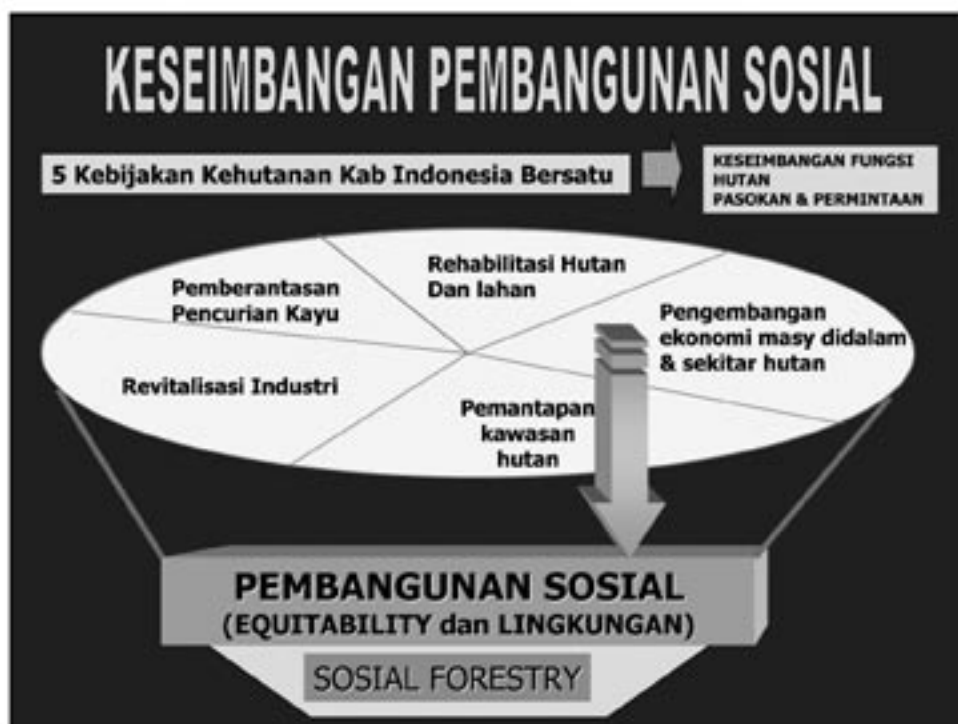 KESEIMBANGAN PEMBANGUNAN SOSIAL
5 Kebijakan Kehutanan Kab Indonesia Bersatu
KESEIMBANGAN FUNGSI
HUTAN
PASOKAN & PERMINTAAN
Pemberantasan
Pencurian Kayu
Rehabilitasi Hutan
Dan lahan
Pengembangan
ekonomi masy didalam
& sekitar hutan
Revitalisasi Industri
Pemantapan
kawasan
hutan
PEMBANGUNAN SOSIAL
(EQUITABILITY dan LINGKUNGAN)
SOSIAL FORESTRY